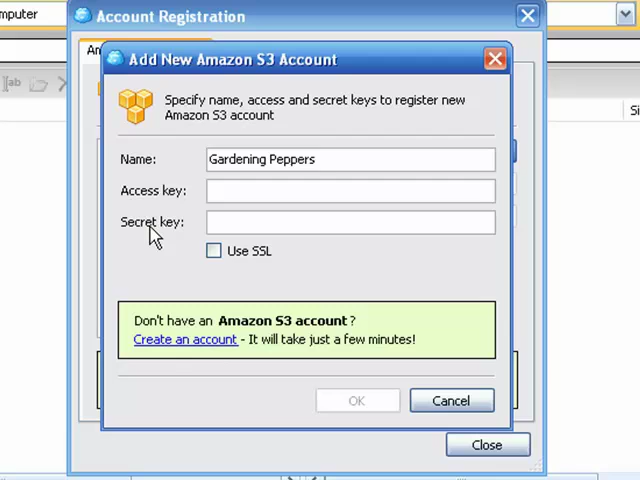 omputer
Account Registration
Am
Add New Amazon S3 Account
ab
Specify name, access and secret keys to register new
Amazon S3 account
Si
Name:
Gardening Peppers
Access key:
Secret key:
Use SSL
Don't have an Amazon S3 account?
Create an account - It will take just a few minutes!
OK
Cancel
Close